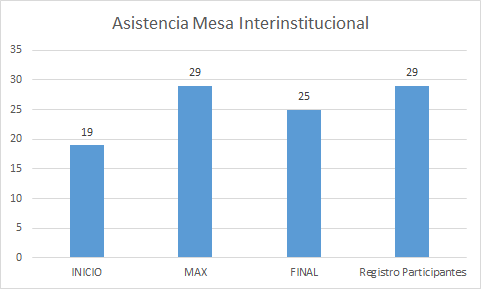 Asistencia Mesa Interinstitucional
35
30
25
20
15
10
5
0
19
29
25
29
INICIO
MAX
FINAL
Registro Participantes